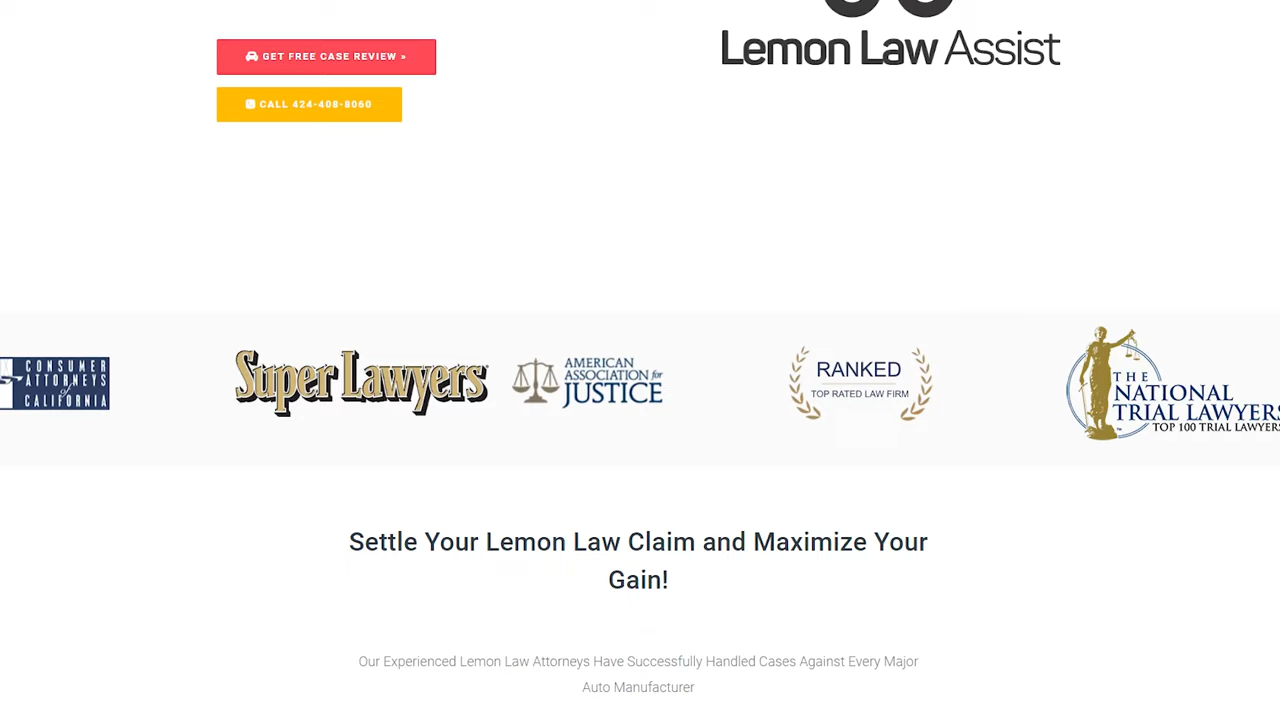 GET FREE CASE REVIEW »
CALL 424-408-8060
Lemon Law Assist
CONSUMER
ATTORNEYS
of
CALIFORNIA
Super Lawyers
AMERICAN
ASSOCIATION for
JUSTICE
RANKED
TOP RATED LAW FIRM
THE
NATIONAL
TRIAL LAWYERS
TOP 100 TRIAL LAWYERS
Settle Your Lemon Law Claim and Maximize Your
Gain!
Our Experienced Lemon Law Attorneys Have Successfully Handled Cases Against Every Major
Auto Manufacturer